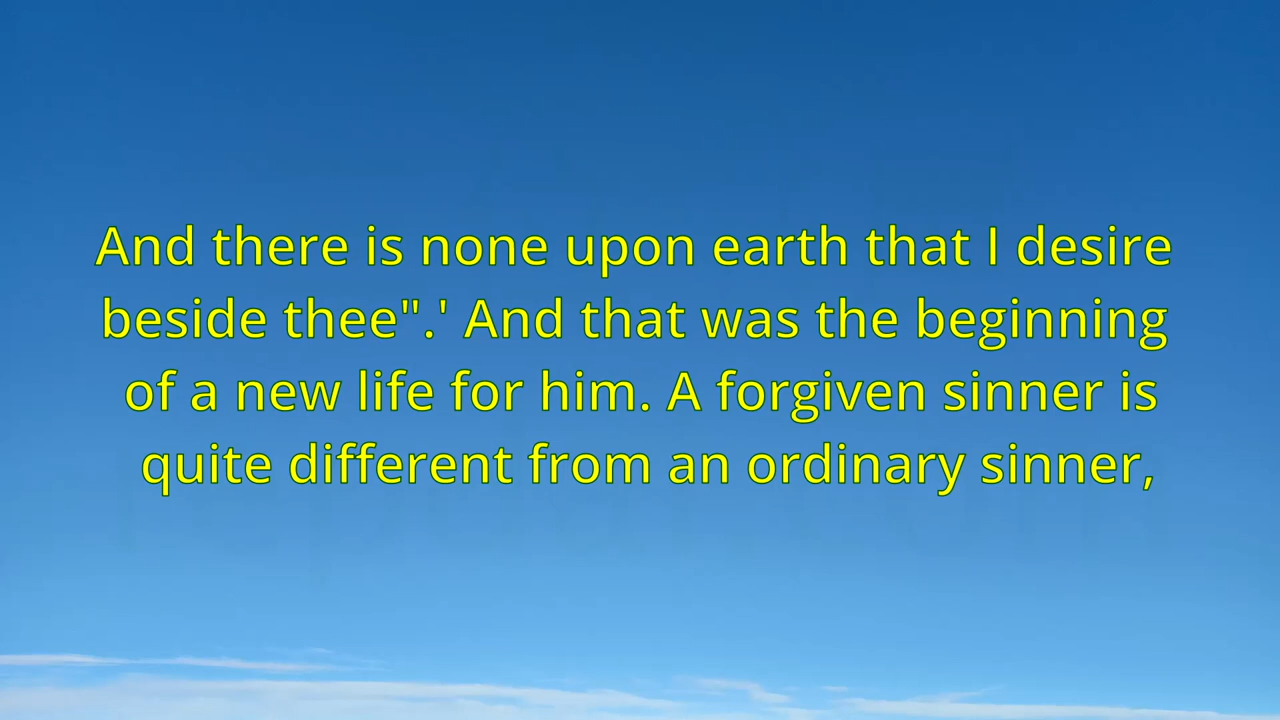 And there is none upon earth that I desire
beside thee".' And that was the beginning
of a new life for him. A forgiven sinner is
quite different from an ordinary sinner,